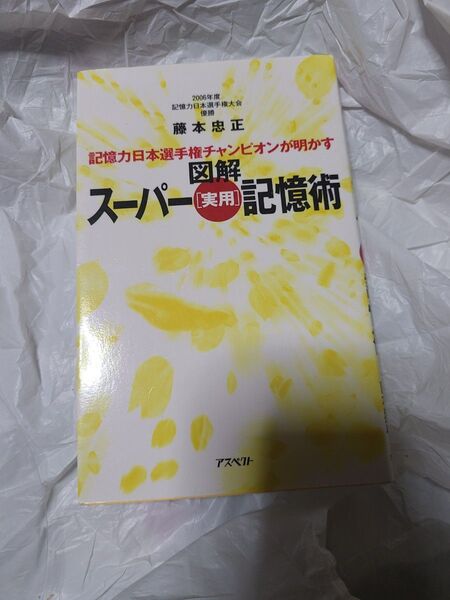 2006年度
記憶力日本選手権大会
優勝
藤本忠正
記憶力日本選手権チャンピオンが明かす
図解
スーパー[実用]記憶術
アスペクト